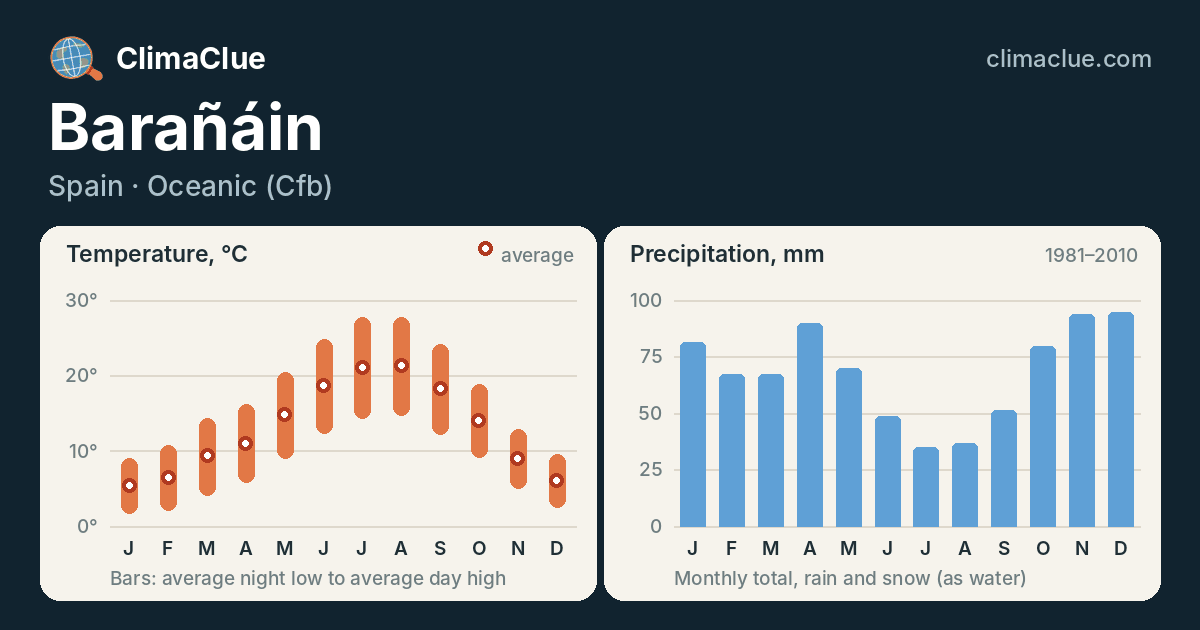 ClimaClue
climaclue.com
Barañáin
Spain · Oceanic (Cfb)
Temperature, °C
average
30°
20°
10°
0°
J F M A M J J A S O N D
Bars: average night low to average day high
Precipitation, mm
1981–2010
100
75
50
25
0
J F M A M J J A S O N D
Monthly total, rain and snow (as water)